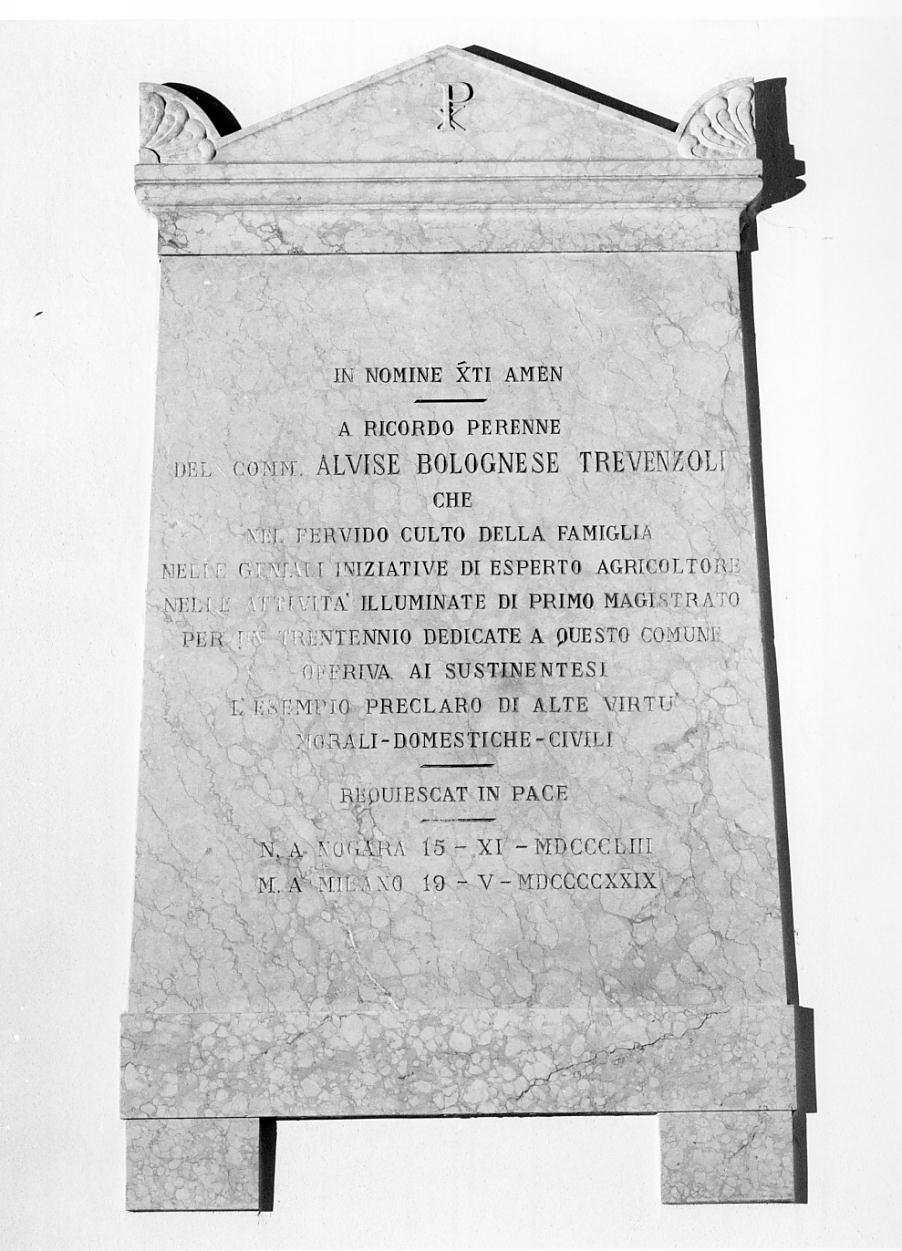 ☧
IN NOMINE X̄TI AMEN
A RICORDO PERENNE
DEL COMM. ALVISE BOLOGNESE TREVENZOLI
CHE
NEL FERVIDO CULTO DELLA FAMIGLIA
NELLE GENIALI INIZIATIVE DI ESPERTO AGRICOLTORE
NELLE ATTIVITA' ILLUMINATE DI PRIMO MAGISTRATO
PER UN TRENTENNIO DEDICATE A QUESTO COMUNE
OFFRIVA AI SUSTINENTESI
L'ESEMPIO PRECLARO DI ALTE VIRTU'
MORALI-DOMESTICHE-CIVILI
REQUIESCAT IN PACE
N. A NOGARA 15 - XI - MDCCCLIII
M. A MILANO 19 - V - MDCCCCXXIX